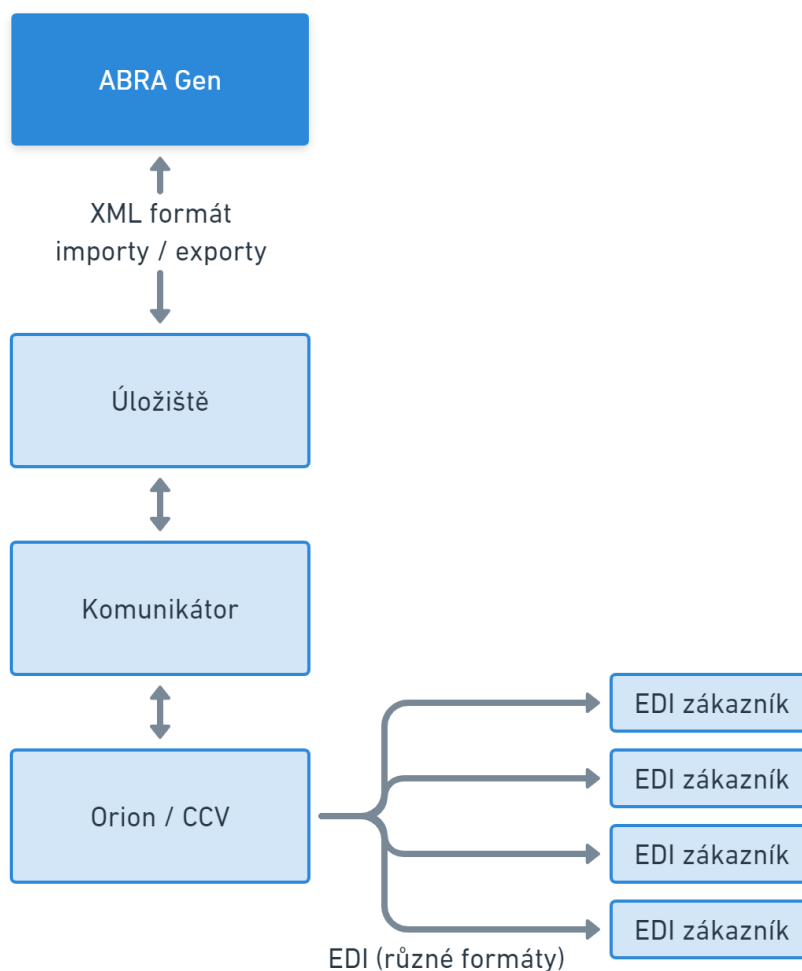 ABRA Gen
XML formát
importy / exporty
Úložiště
Komunikátor
Orion / CCV
EDI zákazník
EDI zákazník
EDI zákazník
EDI zákazník
EDI (různé formáty)